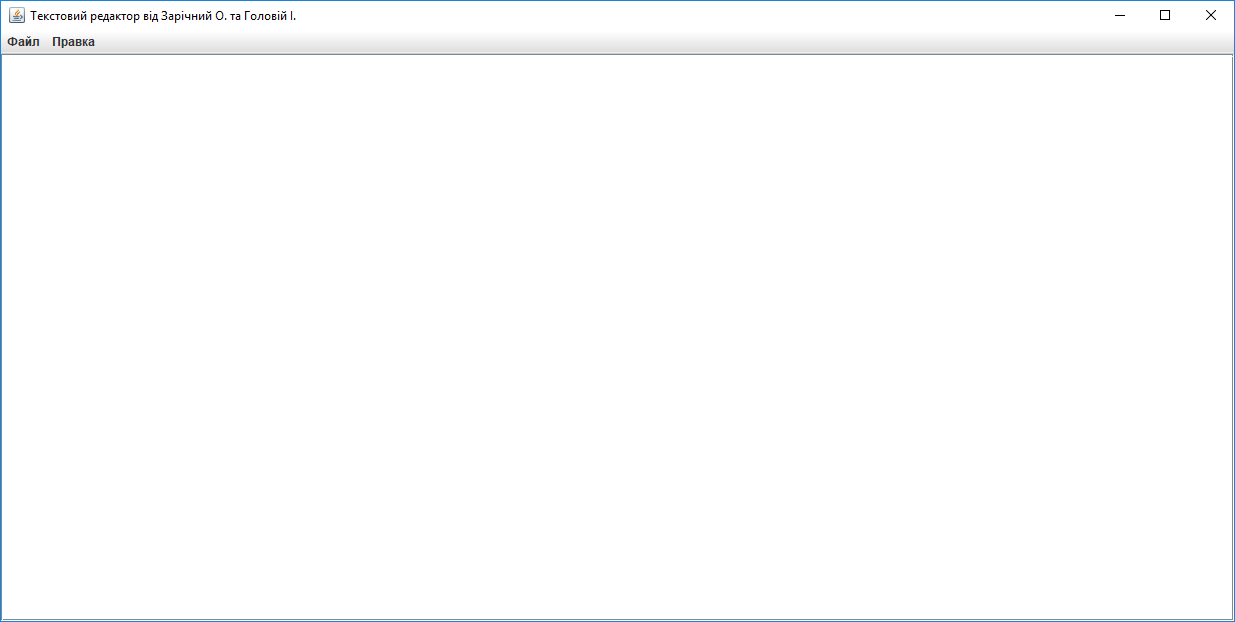 Текстовий редактор від Зарічний О. та Головій І.
Файл Правка